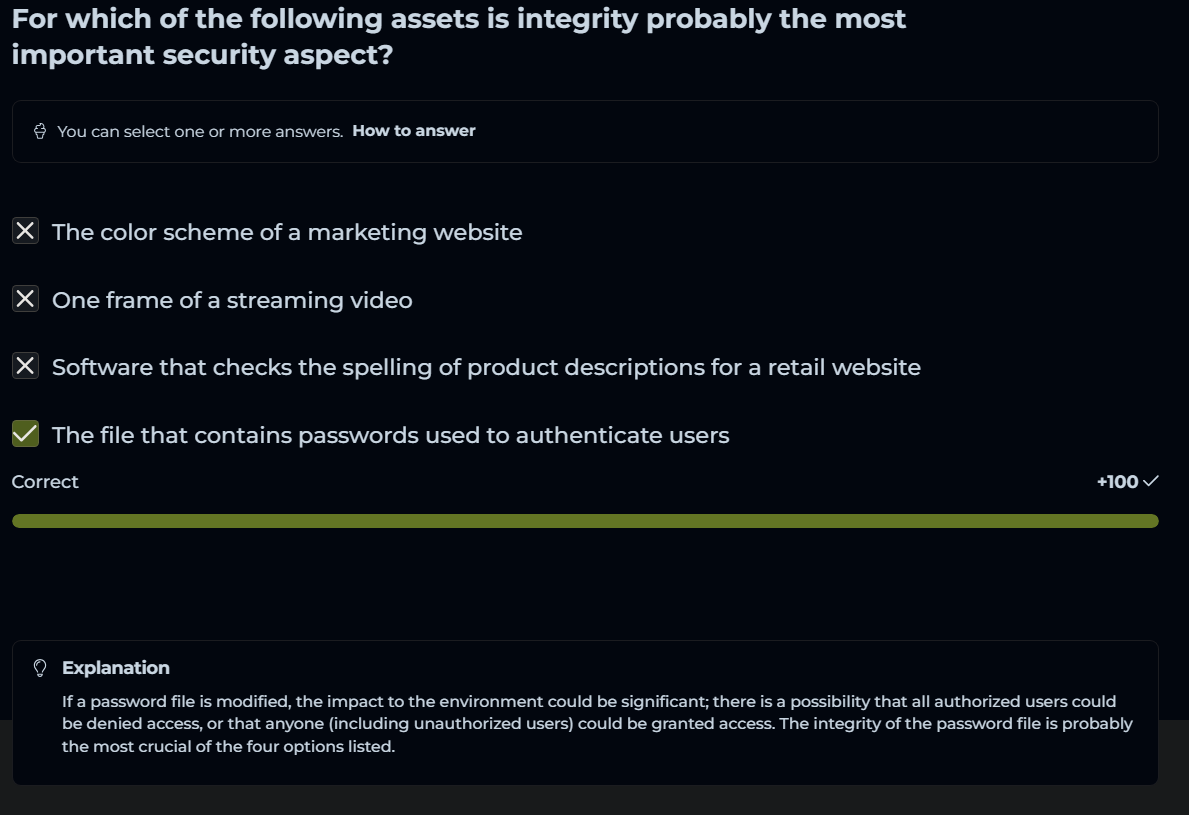 For which of the following assets is integrity probably the most
important security aspect?
You can select one or more answers. How to answer
The color scheme of a marketing website
One frame of a streaming video
Software that checks the spelling of product descriptions for a retail website
The file that contains passwords used to authenticate users
Correct
+100
Explanation
If a password file is modified, the impact to the environment could be significant; there is a possibility that all authorized users could
be denied access, or that anyone (including unauthorized users) could be granted access. The integrity of the password file is probably
the most crucial of the four options listed.